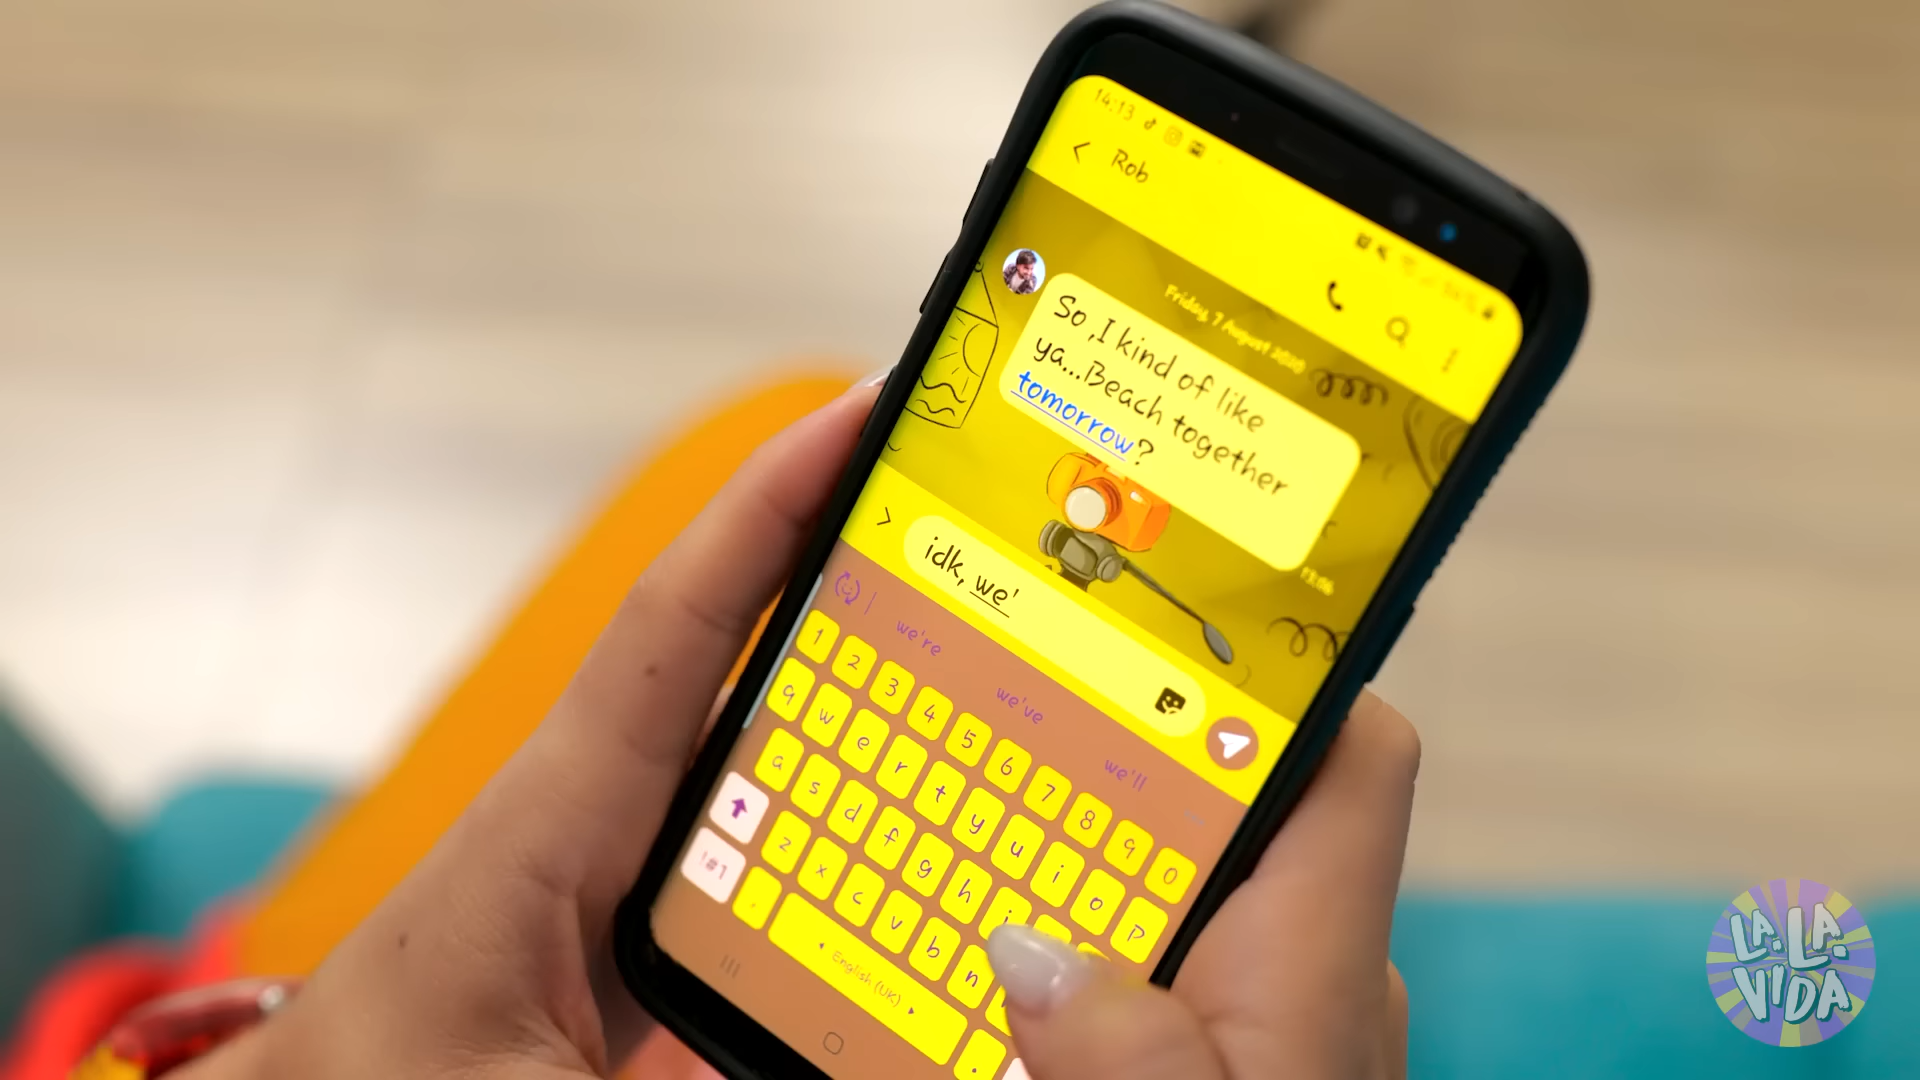 14:13
Rob
Friday, 7 August 2020
So ,I kind of like
ya...Beach together
tomorrow?
13:06
idk, we'
we're
we've
we'll
1 2 3 4 5 6 7 8 9 0
q w e r t y u i o p
a s d f g h j
z x c v b n
!#1
, English (UK) .
LA. LA.
VIDA